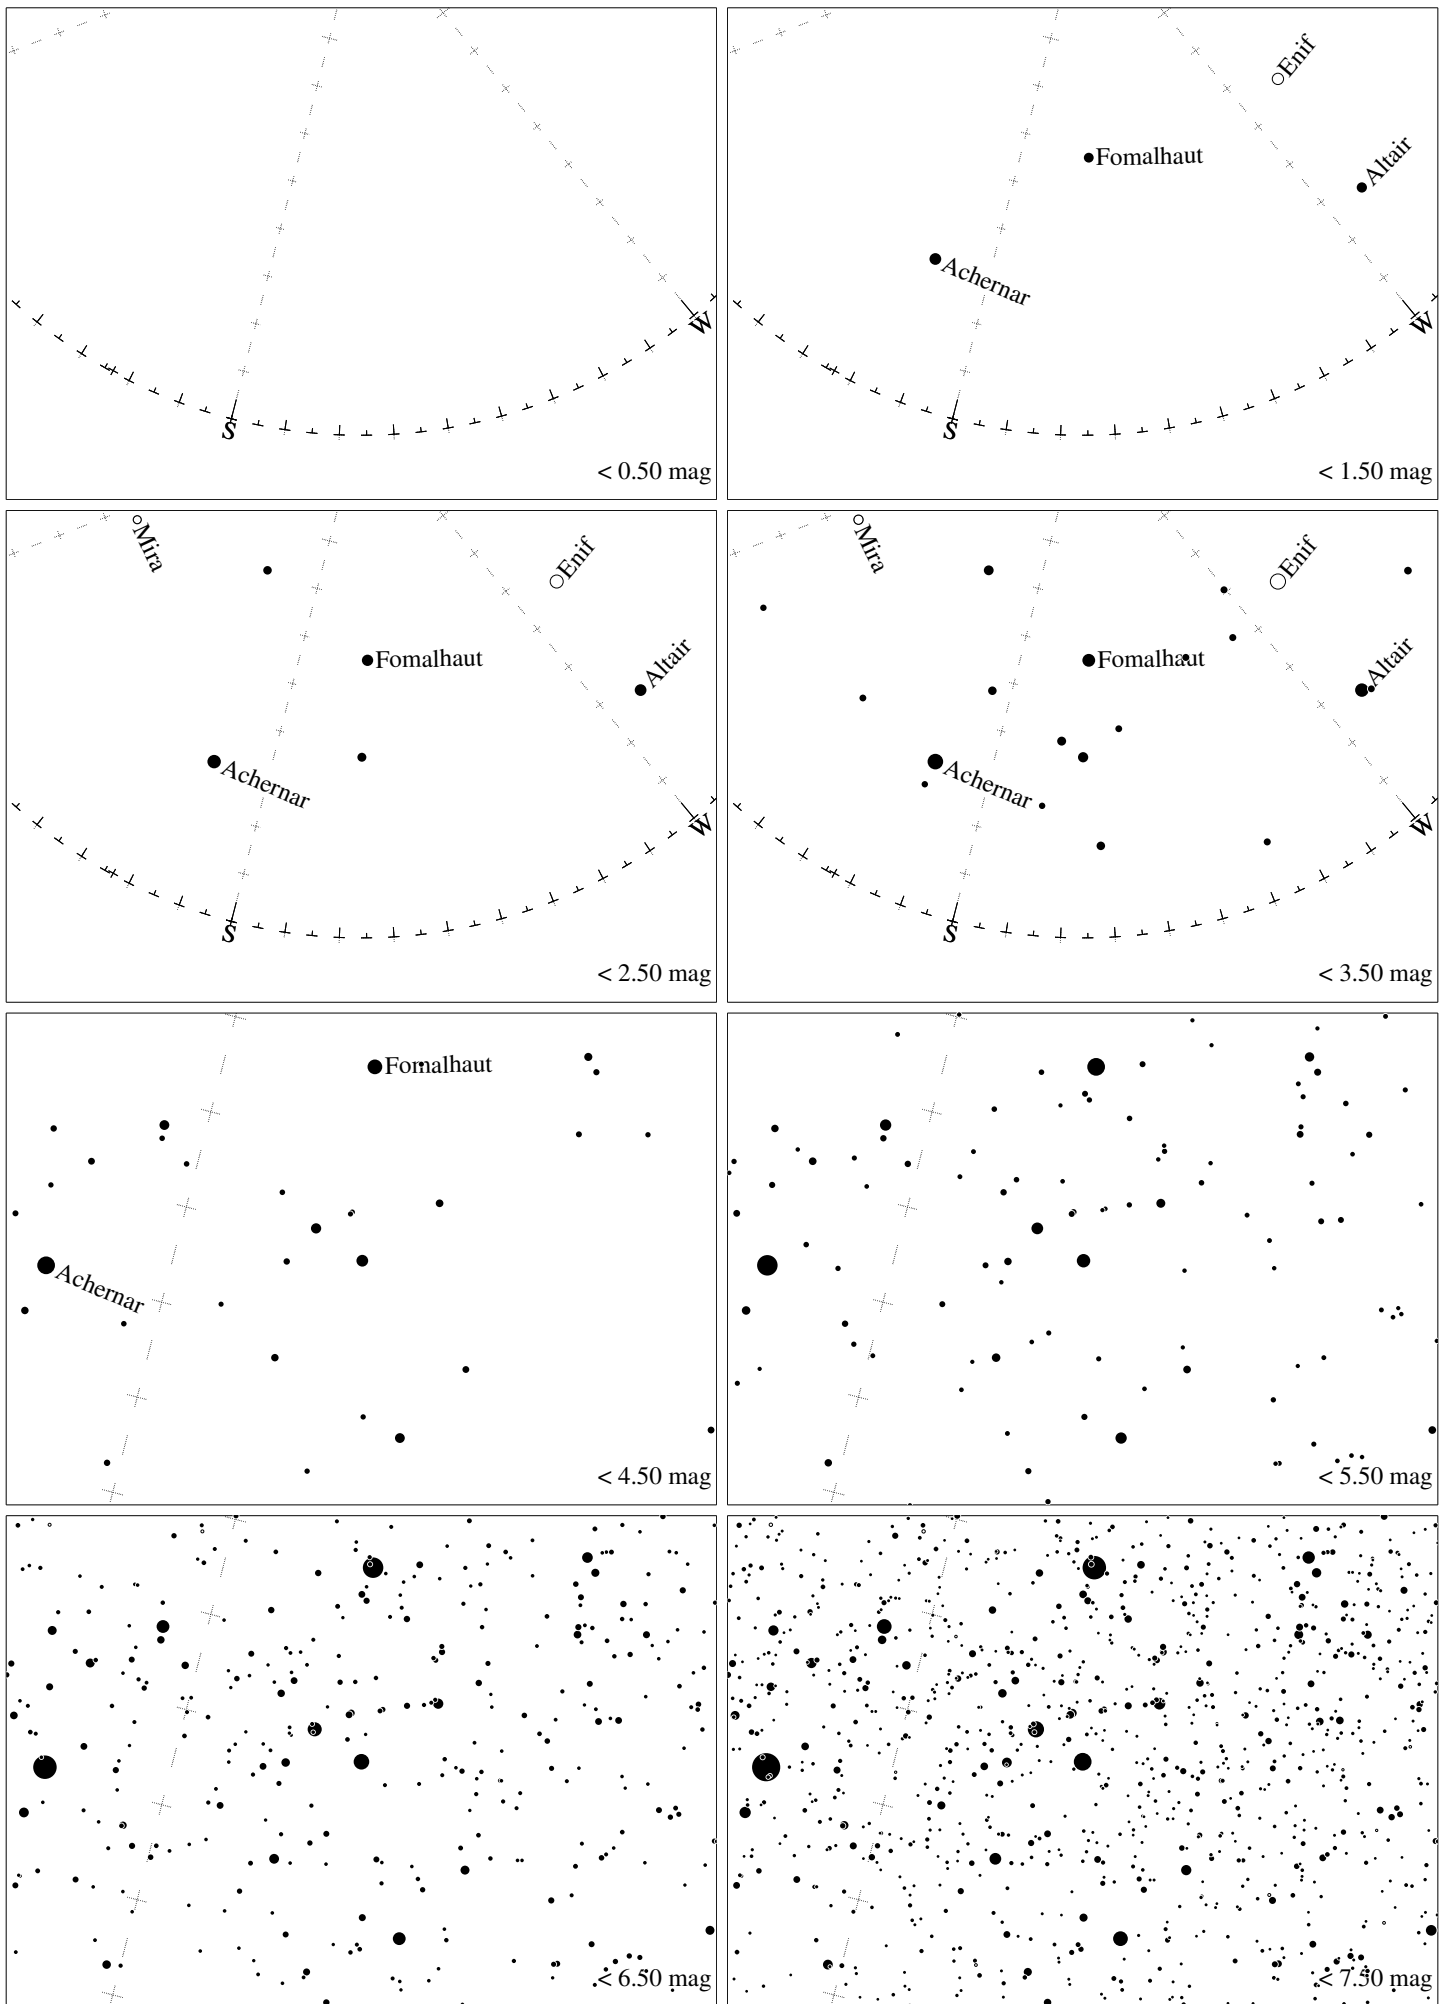 S
W
< 0.50 mag
Enif
Altair
Fomalhaut
Achernar
S
W
< 1.50 mag
Mira
Enif
Altair
Fomalhaut
Achernar
S
W
< 2.50 mag
Mira
Enif
Altair
Fomalhaut
Achernar
S
W
< 3.50 mag
Fomalhaut
Achernar
< 4.50 mag
< 5.50 mag
< 6.50 mag
< 7.50 mag